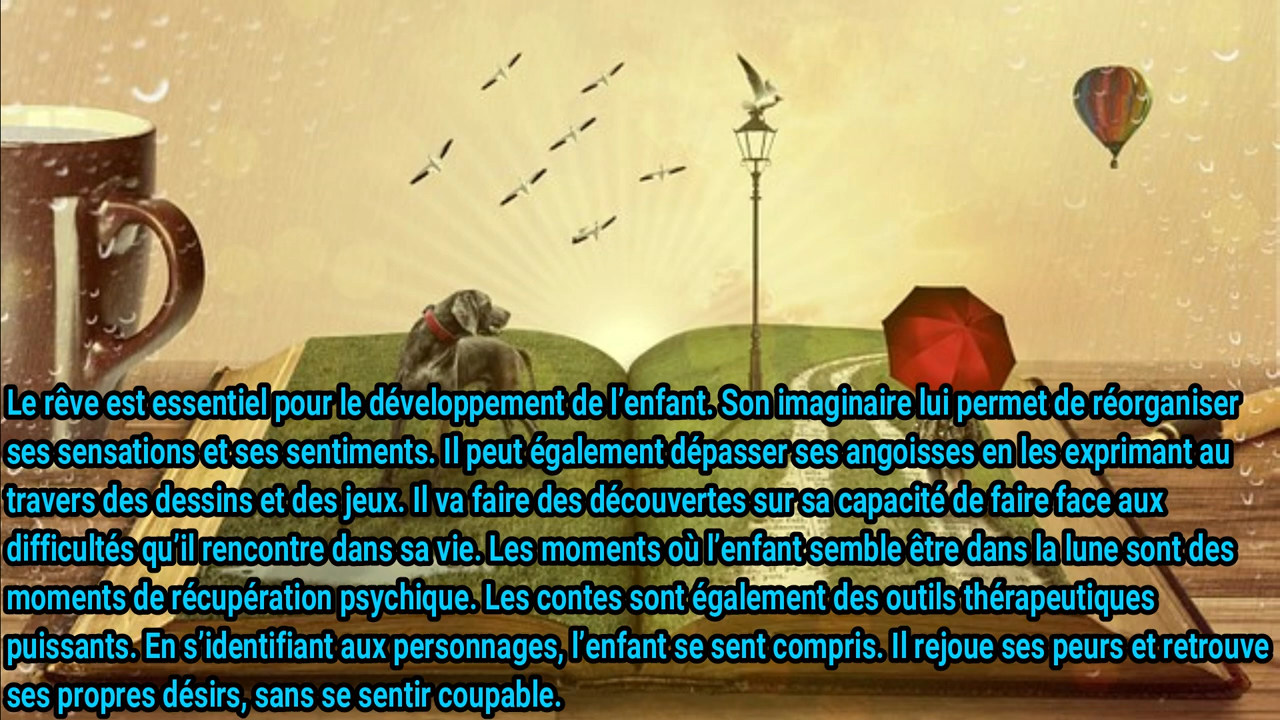 Le rêve est essentiel pour le développement de l’enfant. Son imaginaire lui permet de réorganiser
ses sensations et ses sentiments. Il peut également dépasser ses angoisses en les exprimant au
travers des dessins et des jeux. Il va faire des découvertes sur sa capacité de faire face aux
difficultés qu’il rencontre dans sa vie. Les moments où l’enfant semble être dans la lune sont des
moments de récupération psychique. Les contes sont également des outils thérapeutiques
puissants. En s’identifiant aux personnages, l’enfant se sent compris. Il rejoue ses peurs et retrouve
ses propres désirs, sans se sentir coupable.